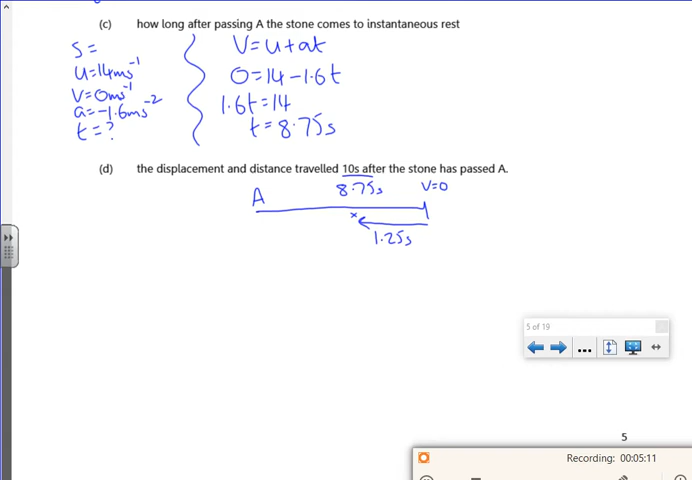 (c) how long after passing A the stone comes to instantaneous rest
S =
u=14ms⁻¹
v=0ms⁻¹
a=-1.6ms⁻²
t=?
V=u+at
0=14-1.6t
1.6t=14
t=8.75s
(d) the displacement and distance travelled 10s after the stone has passed A.
A 8.75s V=0
x
1.25s
5 of 19
...
5
Recording: 00:05:11